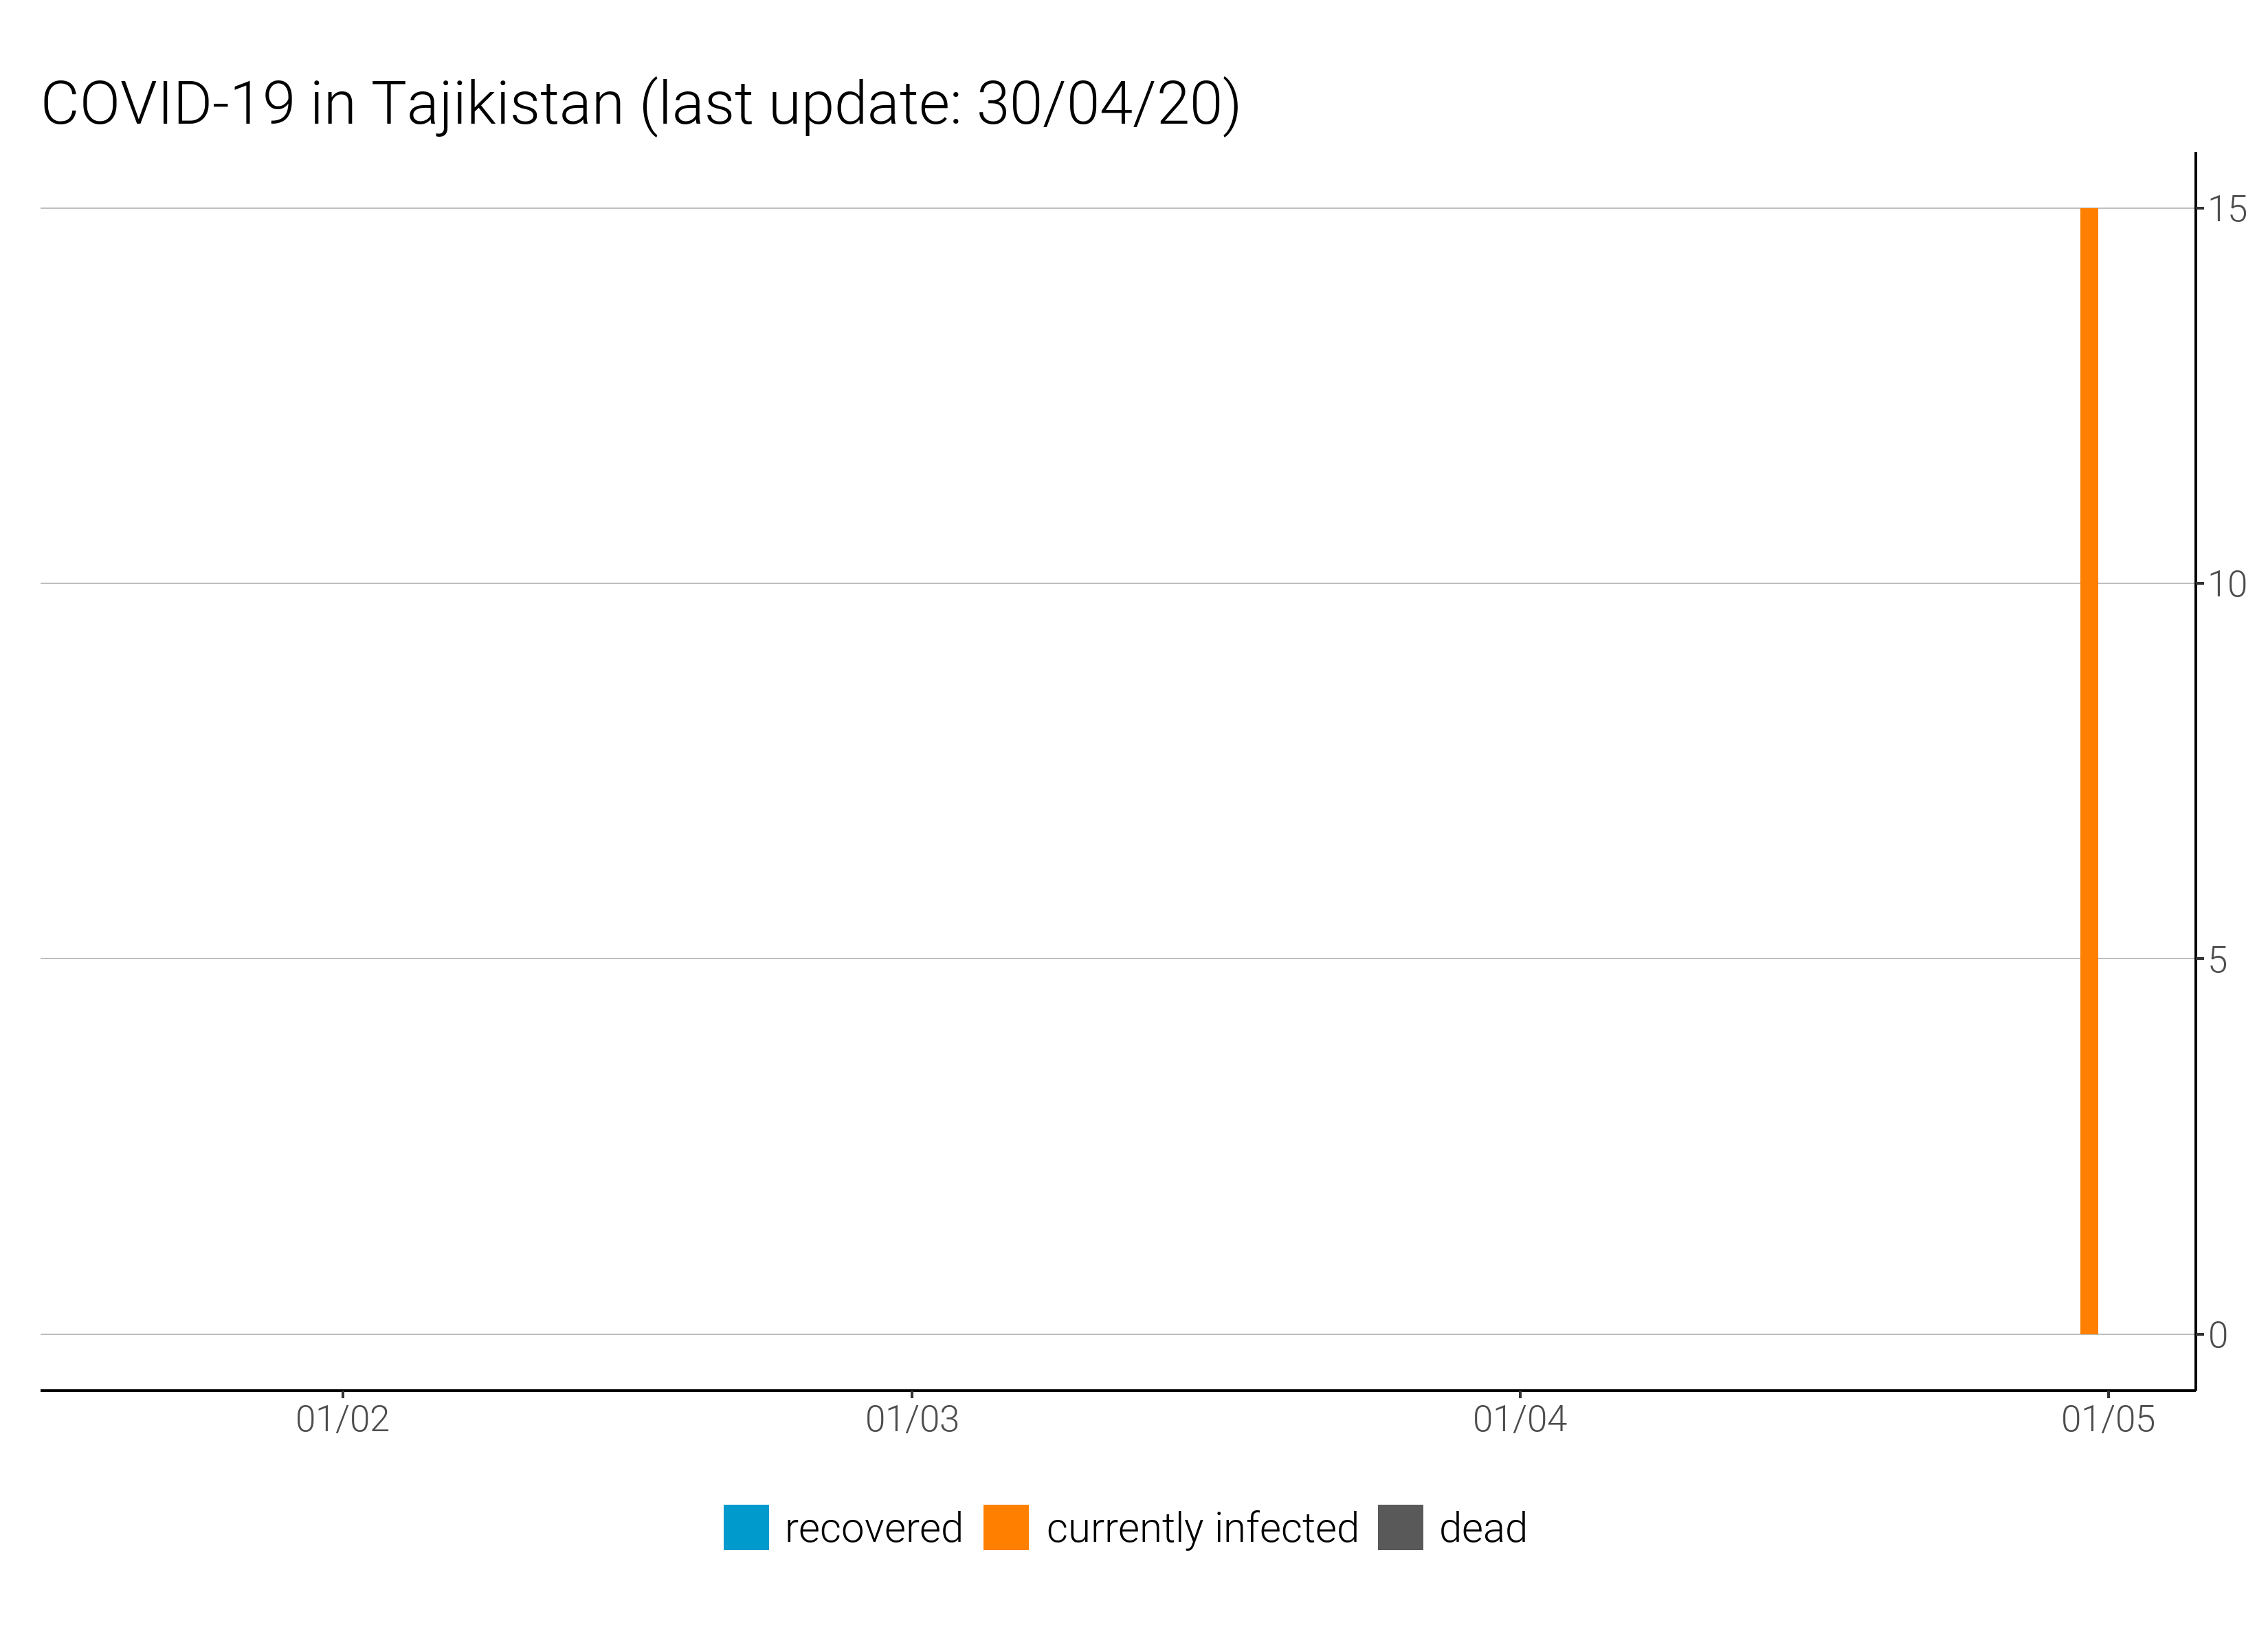 COVID-19 in Tajikistan (last update: 30/04/20)
15
10
5
0
01/02 01/03 01/04 01/05
recovered currently infected dead